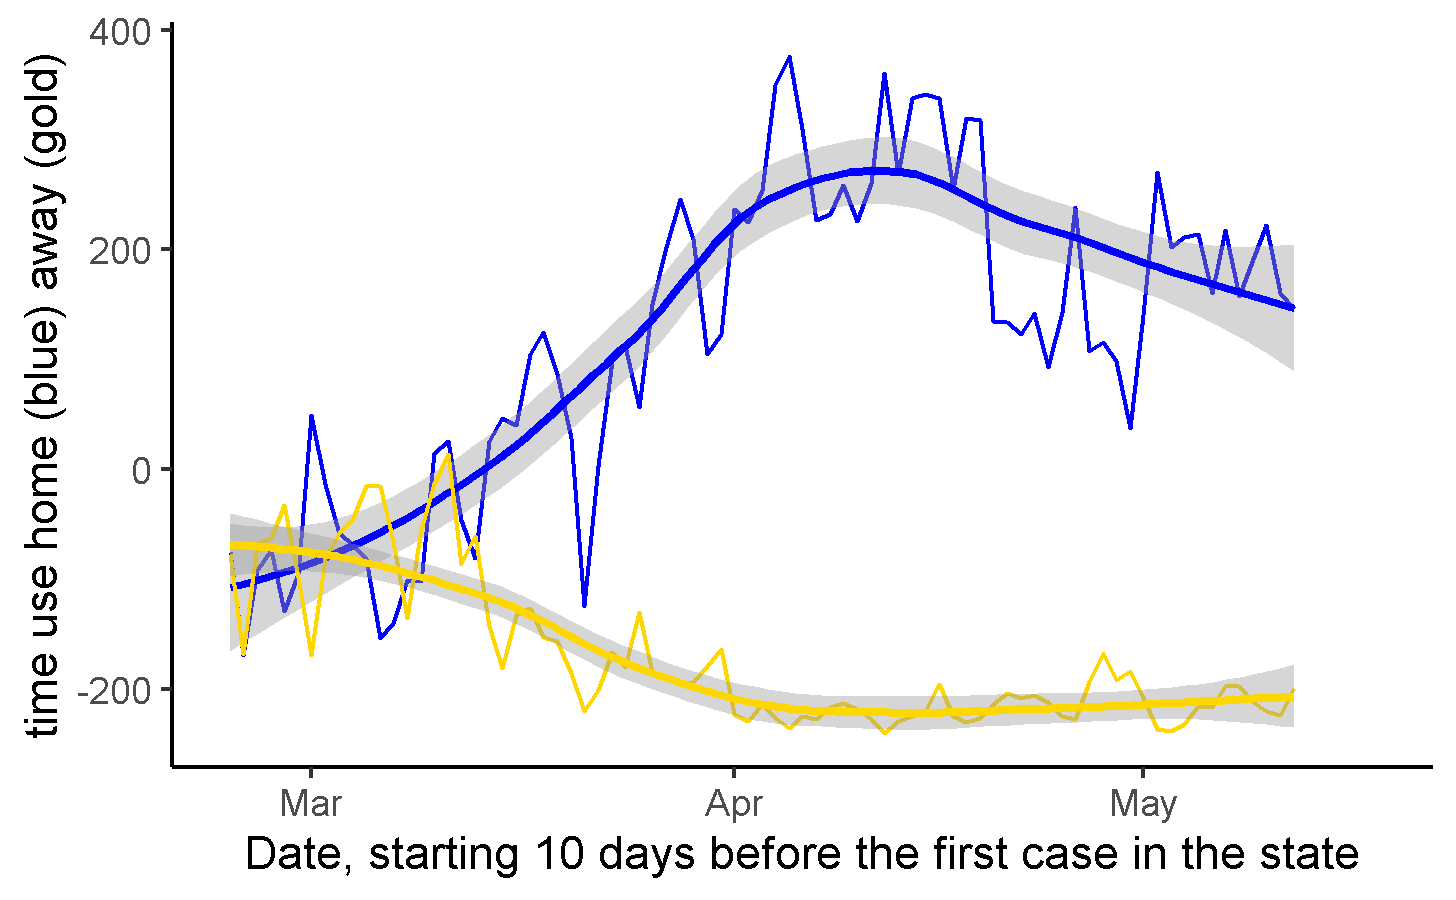 time use home (blue) away (gold)
400
200
0
-200
Mar
Apr
May
Date, starting 10 days before the first case in the state